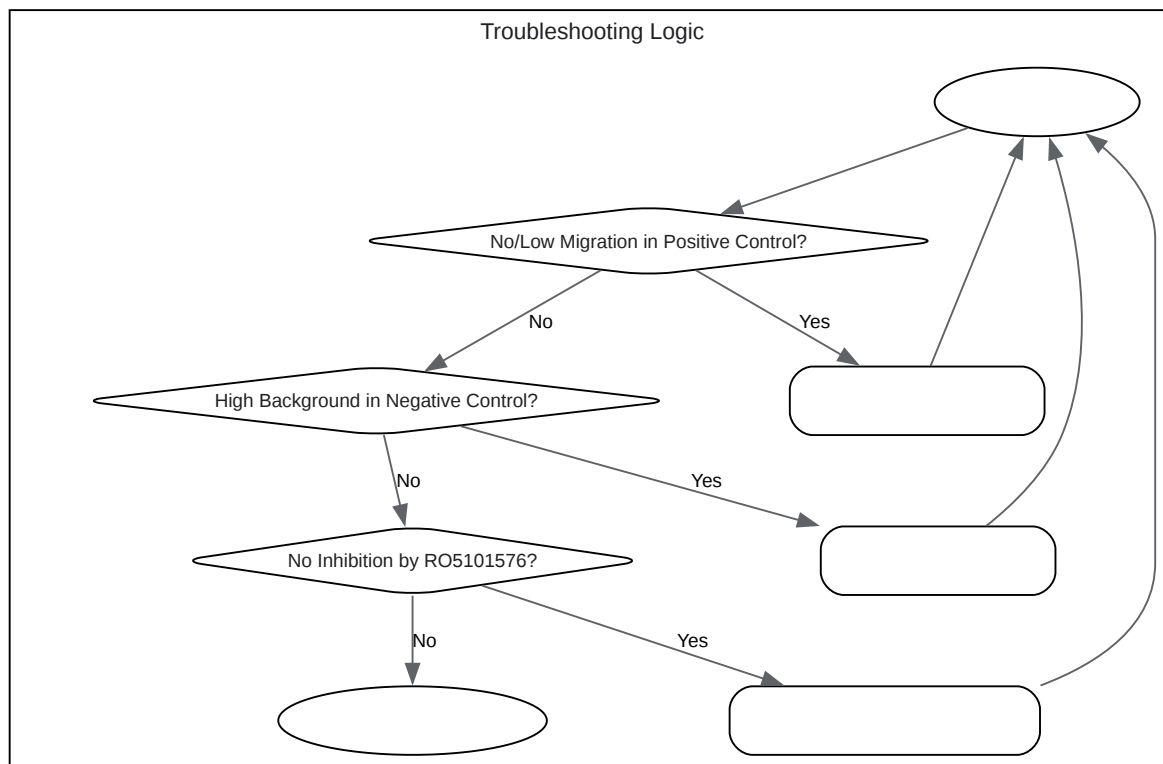 Troubleshooting Logic
No/Low Migration in Positive Control?
No
Yes
High Background in Negative Control?
No
Yes
No Inhibition by RO5101576?
No
Yes